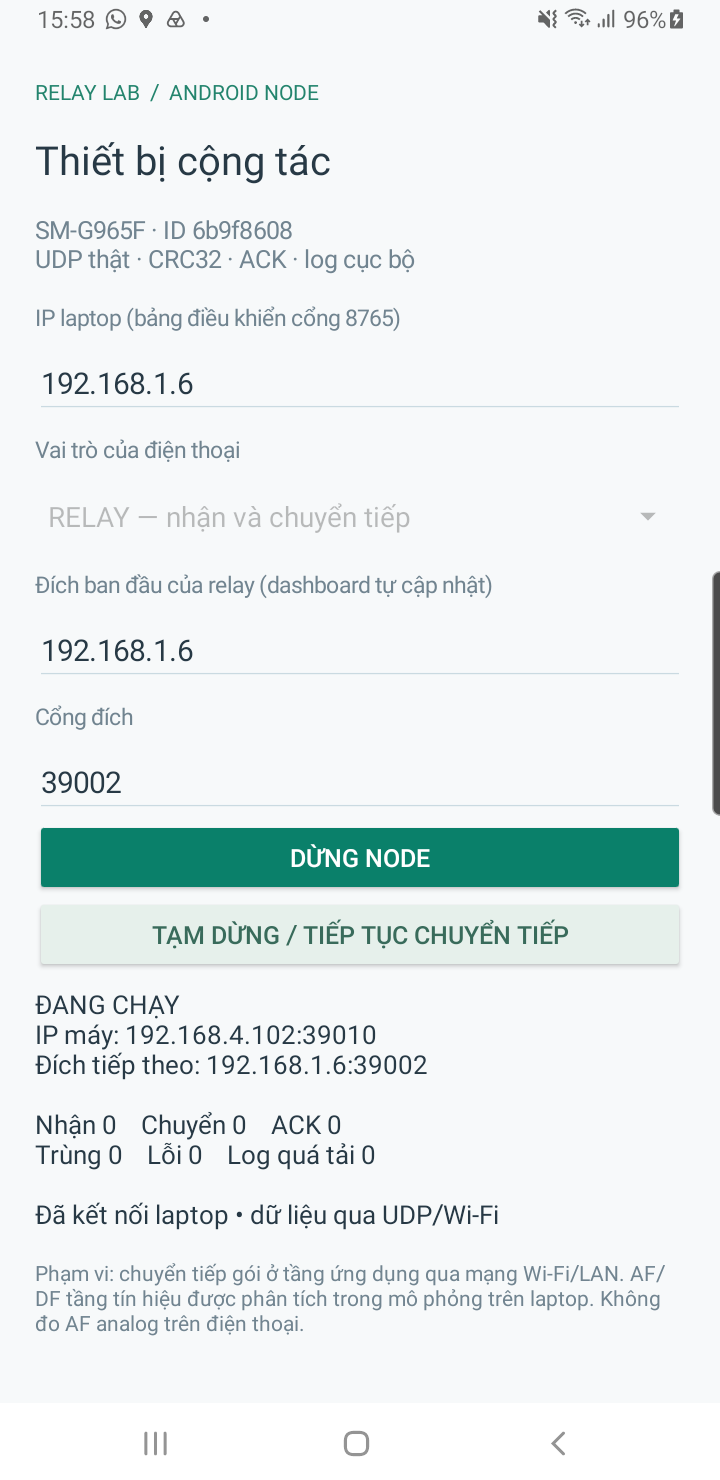 15:58
96%
RELAY LAB / ANDROID NODE
Thiết bị cộng tác
SM-G965F · ID 6b9f8608
UDP thật · CRC32 · ACK · log cục bộ
IP laptop (bảng điều khiển cổng 8765)
192.168.1.6
Vai trò của điện thoại
RELAY — nhận và chuyển tiếp
Đích ban đầu của relay (dashboard tự cập nhật)
192.168.1.6
Cổng đích
39002
DỪNG NODE
TẠM DỪNG / TIẾP TỤC CHUYỂN TIẾP
ĐANG CHẠY
IP máy: 192.168.4.102:39010
Đích tiếp theo: 192.168.1.6:39002
Nhận 0 Chuyển 0 ACK 0
Trùng 0 Lỗi 0 Log quá tải 0
Đã kết nối laptop • dữ liệu qua UDP/Wi-Fi
Phạm vi: chuyển tiếp gói ở tầng ứng dụng qua mạng Wi-Fi/LAN. AF/
DF tầng tín hiệu được phân tích trong mô phỏng trên laptop. Không
đo AF analog trên điện thoại.